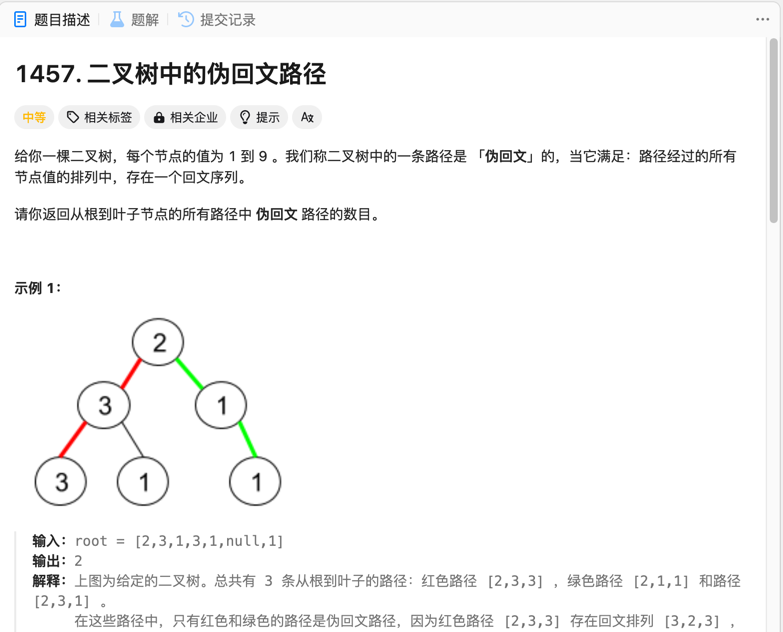 题目描述 题解 提交记录
1457. 二叉树中的伪回文路径
中等 相关标签 相关企业 提示
给你一棵二叉树，每个节点的值为 1 到 9 。我们称二叉树中的一条路径是 「伪回文」的，当它满足：路径经过的所有
节点值的排列中，存在一个回文序列。
请你返回从根到叶子节点的所有路径中 伪回文 路径的数目。
示例 1：
2
3 1
3 1 1
输入：root = [2,3,1,3,1,null,1]
输出：2
解释：上图为给定的二叉树。总共有 3 条从根到叶子的路径：红色路径 [2,3,3] ，绿色路径 [2,1,1] 和路径
[2,3,1] 。
在这些路径中，只有红色和绿色的路径是伪回文路径，因为红色路径 [2,3,3] 存在回文排列 [3,2,3] ，